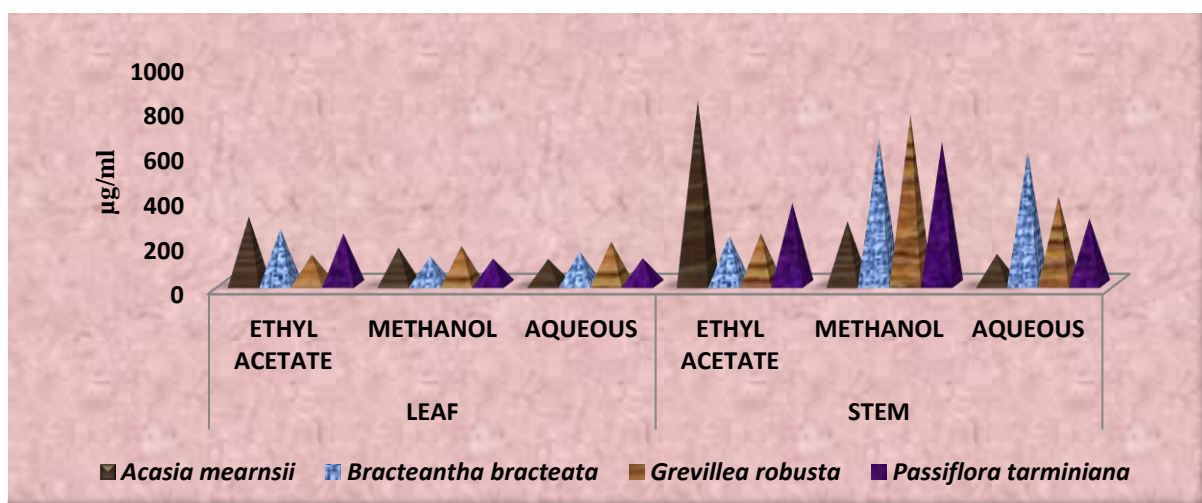 1000
800
600
400
200
0
µg/ml
ETHYL ACETATE
METHANOL
AQUEOUS
ETHYL ACETATE
METHANOL
AQUEOUS
LEAF
STEM
Acasia mearnsii
Bracteantha bracteata
Grevillea robusta
Passiflora tarminiana